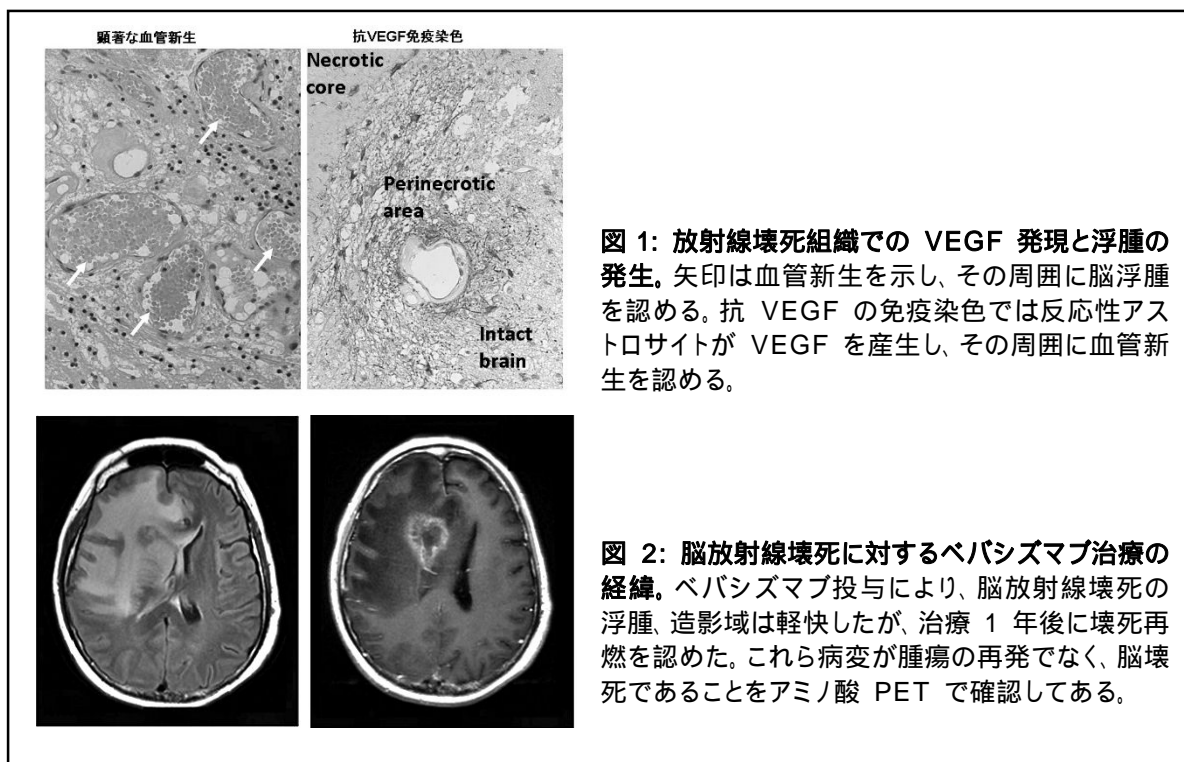 顕著な血管新生
抗VEGF免疫染色
Necrotic
core
Perinecrotic
area
Intact
brain
図 1: 放射線壊死組織での VEGF 発現と浮腫の
発生。矢印は血管新生を示し、その周囲に脳浮腫
を認める。抗 VEGF の免疫染色では反応性アス
トロサイトが VEGF を産生し、その周囲に血管新
生を認める。
図 2: 脳放射線壊死に対するベバシズマブ治療の
経緯。ベバシズマブ投与により、脳放射線壊死の
浮腫、造影域は軽快したが、治療 1 年後に壊死再
燃を認めた。これら病変が腫瘍の再発でなく、脳壊
死であることをアミノ酸 PET で確認してある。